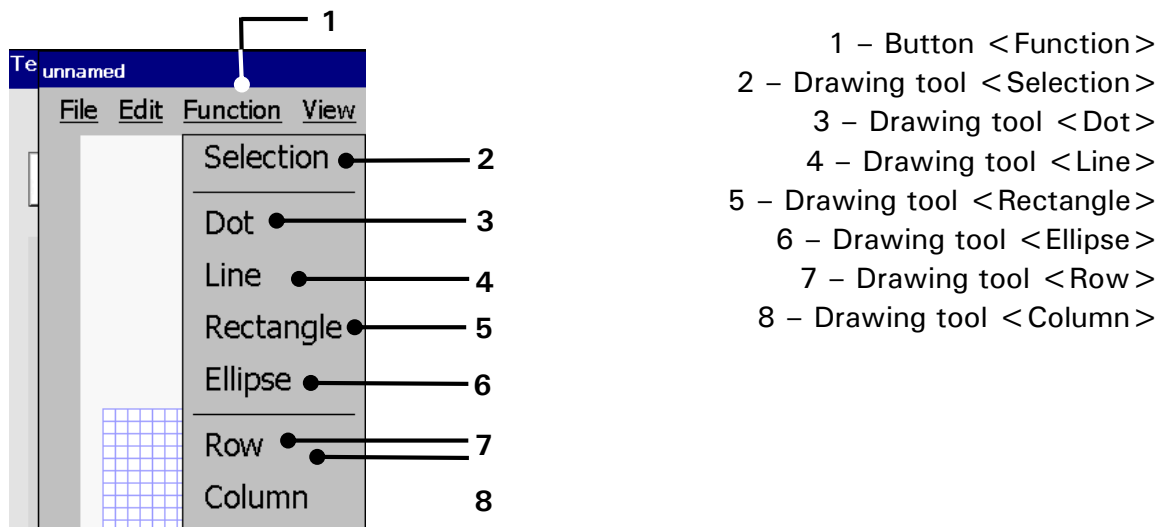 1
Te
unnamed
File Edit Function View
Selection
2
Dot
3
Line
4
Rectangle
5
Ellipse
6
Row
7
Column
8
1 – Button <Function>
2 – Drawing tool <Selection>
3 – Drawing tool <Dot>
4 – Drawing tool <Line>
5 – Drawing tool <Rectangle>
6 – Drawing tool <Ellipse>
7 – Drawing tool <Row>
8 – Drawing tool <Column>